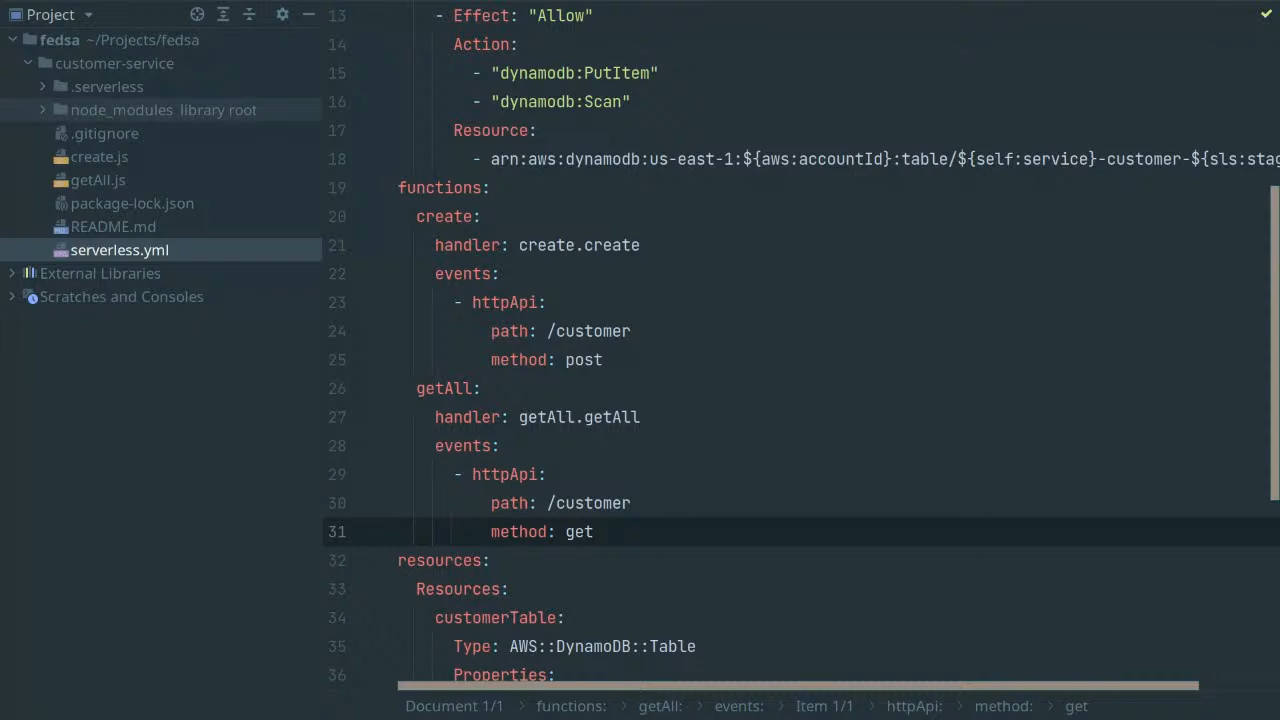 Project
fedsa ~/Projects/fedsa
customer-service
.serverless
node_modules library root
.gitignore
create.js
getAll.js
package-lock.json
README.md
serverless.yml
External Libraries
Scratches and Consoles
13 - Effect: "Allow"
14 Action:
15 - "dynamodb:PutItem"
16 - "dynamodb:Scan"
17 Resource:
18 - arn:aws:dynamodb:us-east-1:${aws:accountId}:table/${self:service}-customer-${sls:stag
19 functions:
20 create:
21 handler: create.create
22 events:
23 - httpApi:
24 path: /customer
25 method: post
26 getAll:
27 handler: getAll.getAll
28 events:
29 - httpApi:
30 path: /customer
31 method: get
32 resources:
33 Resources:
34 customerTable:
35 Type: AWS::DynamoDB::Table
36 Properties:
Document 1/1 > functions: > getAll: > events: > Item 1/1 > httpApi: > method: > get